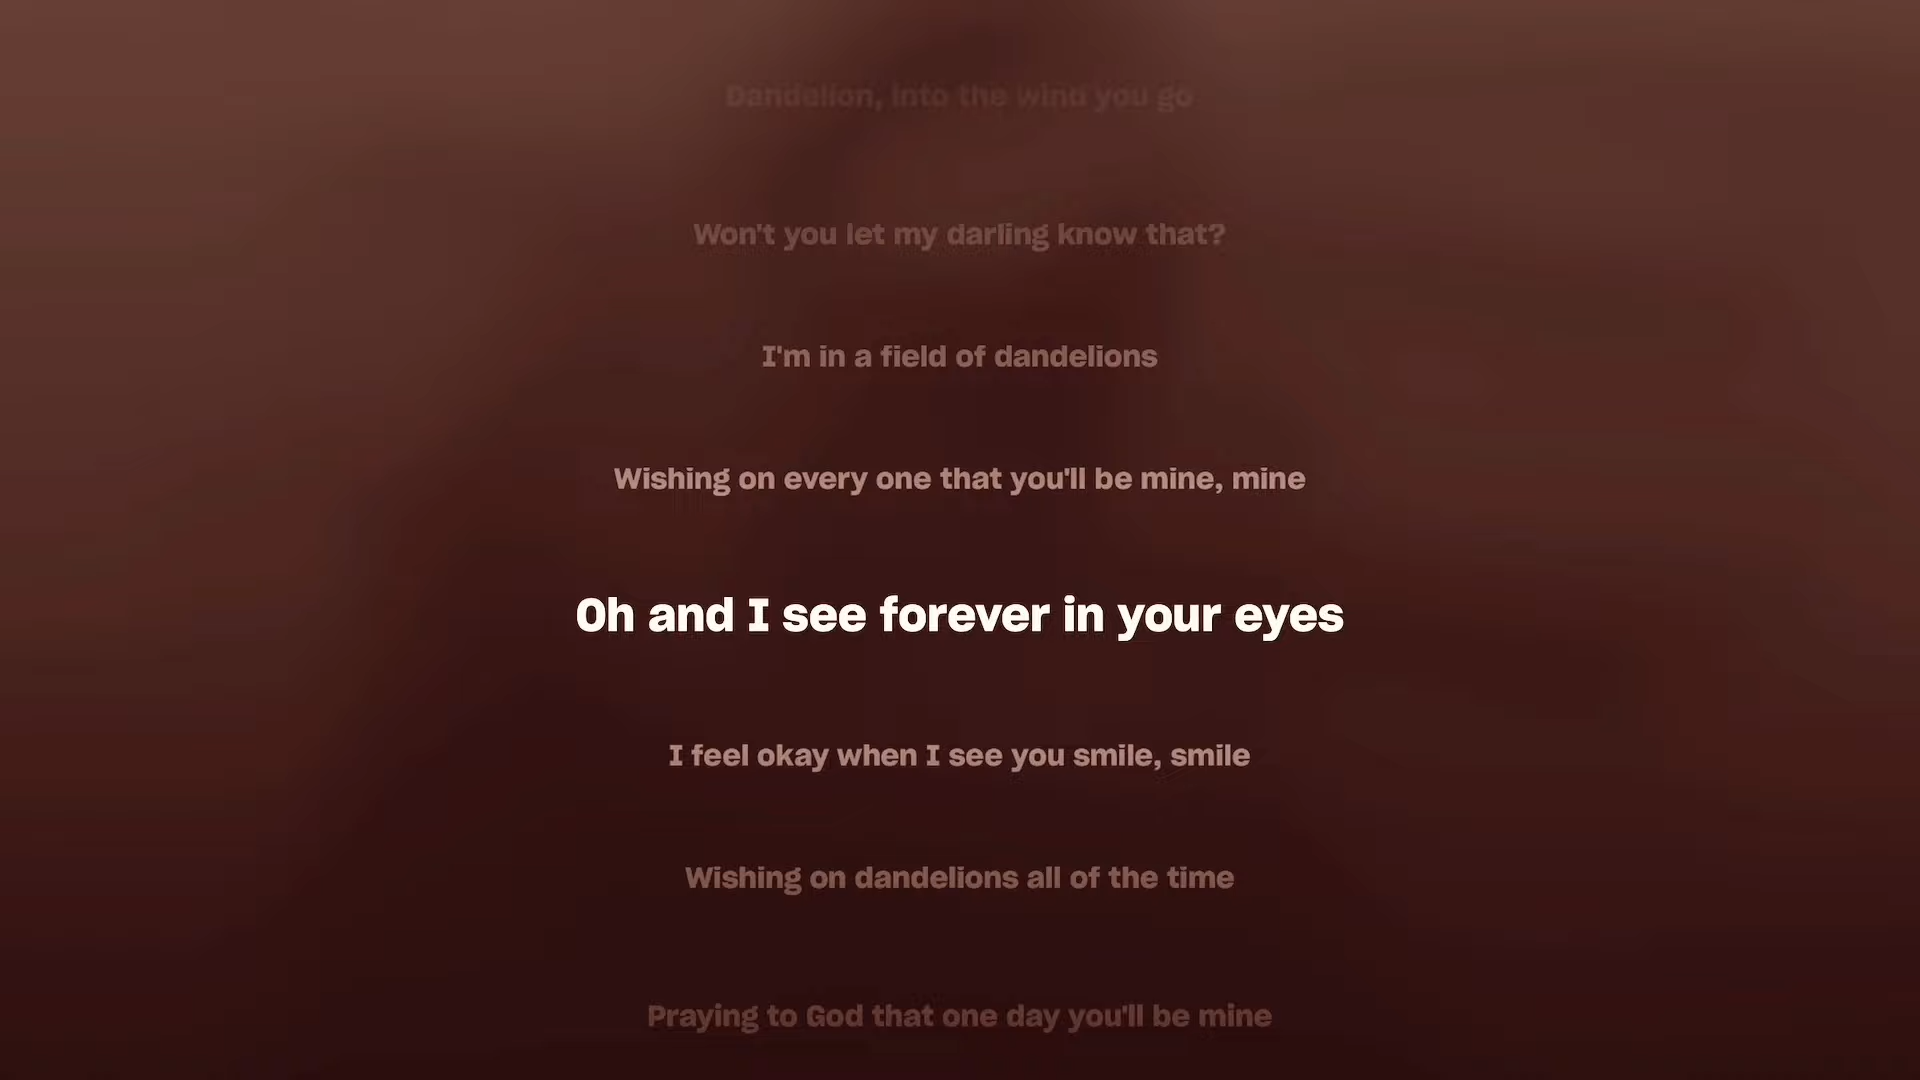 Dandelion, into the wind you go
Won't you let my darling know that?
I'm in a field of dandelions
Wishing on every one that you'll be mine, mine
Oh and I see forever in your eyes
I feel okay when I see you smile, smile
Wishing on dandelions all of the time
Praying to God that one day you'll be mine